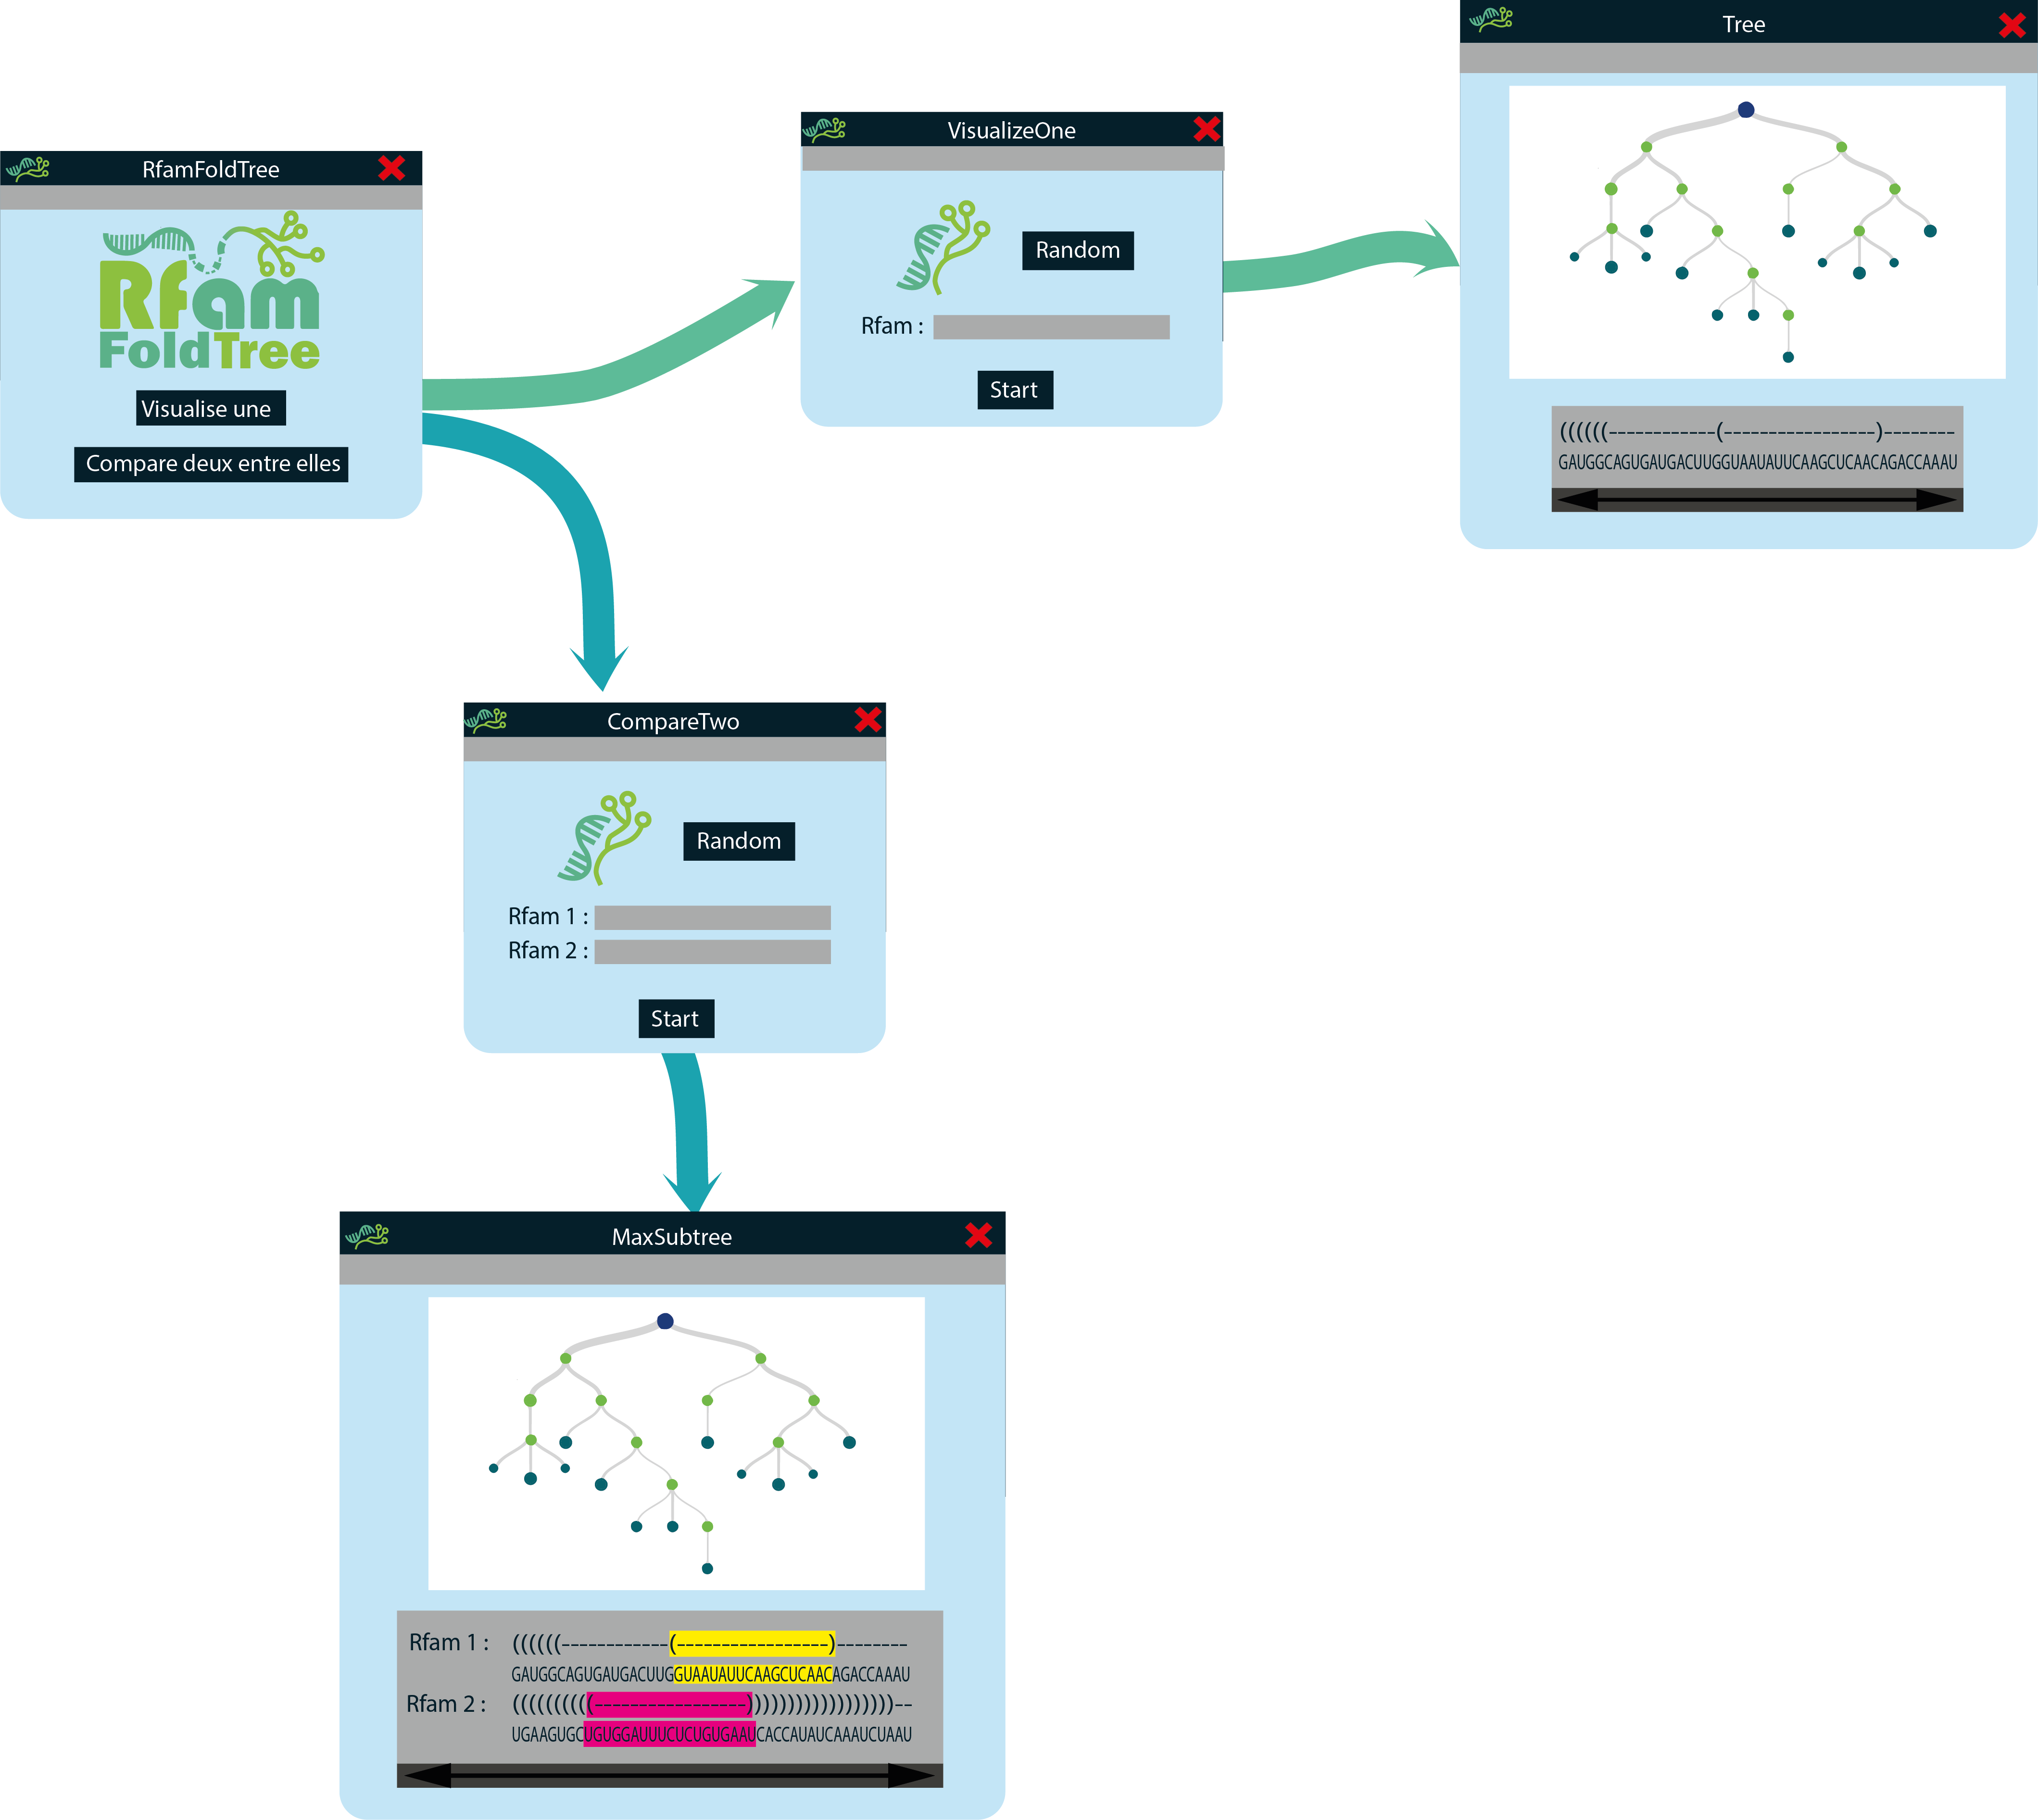 RfamFoldTree
Rfam
FoldTree
Visualise une
Compare deux entre elles
VisualizeOne
Random
Rfam :
Start
Tree
((((((------------(-----------------)--------
GAUGGCAGUGAUGACUUGGUAAUAUUCAAGCUCAACAGACCAAAU
CompareTwo
Random
Rfam 1 :
Rfam 2 :
Start
MaxSubtree
Rfam 1 : ((((((------------(-----------------)--------
GAUGGCAGUGAUGACUUGGUAAUAUUCAAGCUCAACAGACCAAAU
Rfam 2 : ((((((((((-----------------)))))))))))))))))))--
UGAAGUGCUGUGGAUUUCUCUGUGAAUCACCAUAUCAAAUCUAAU